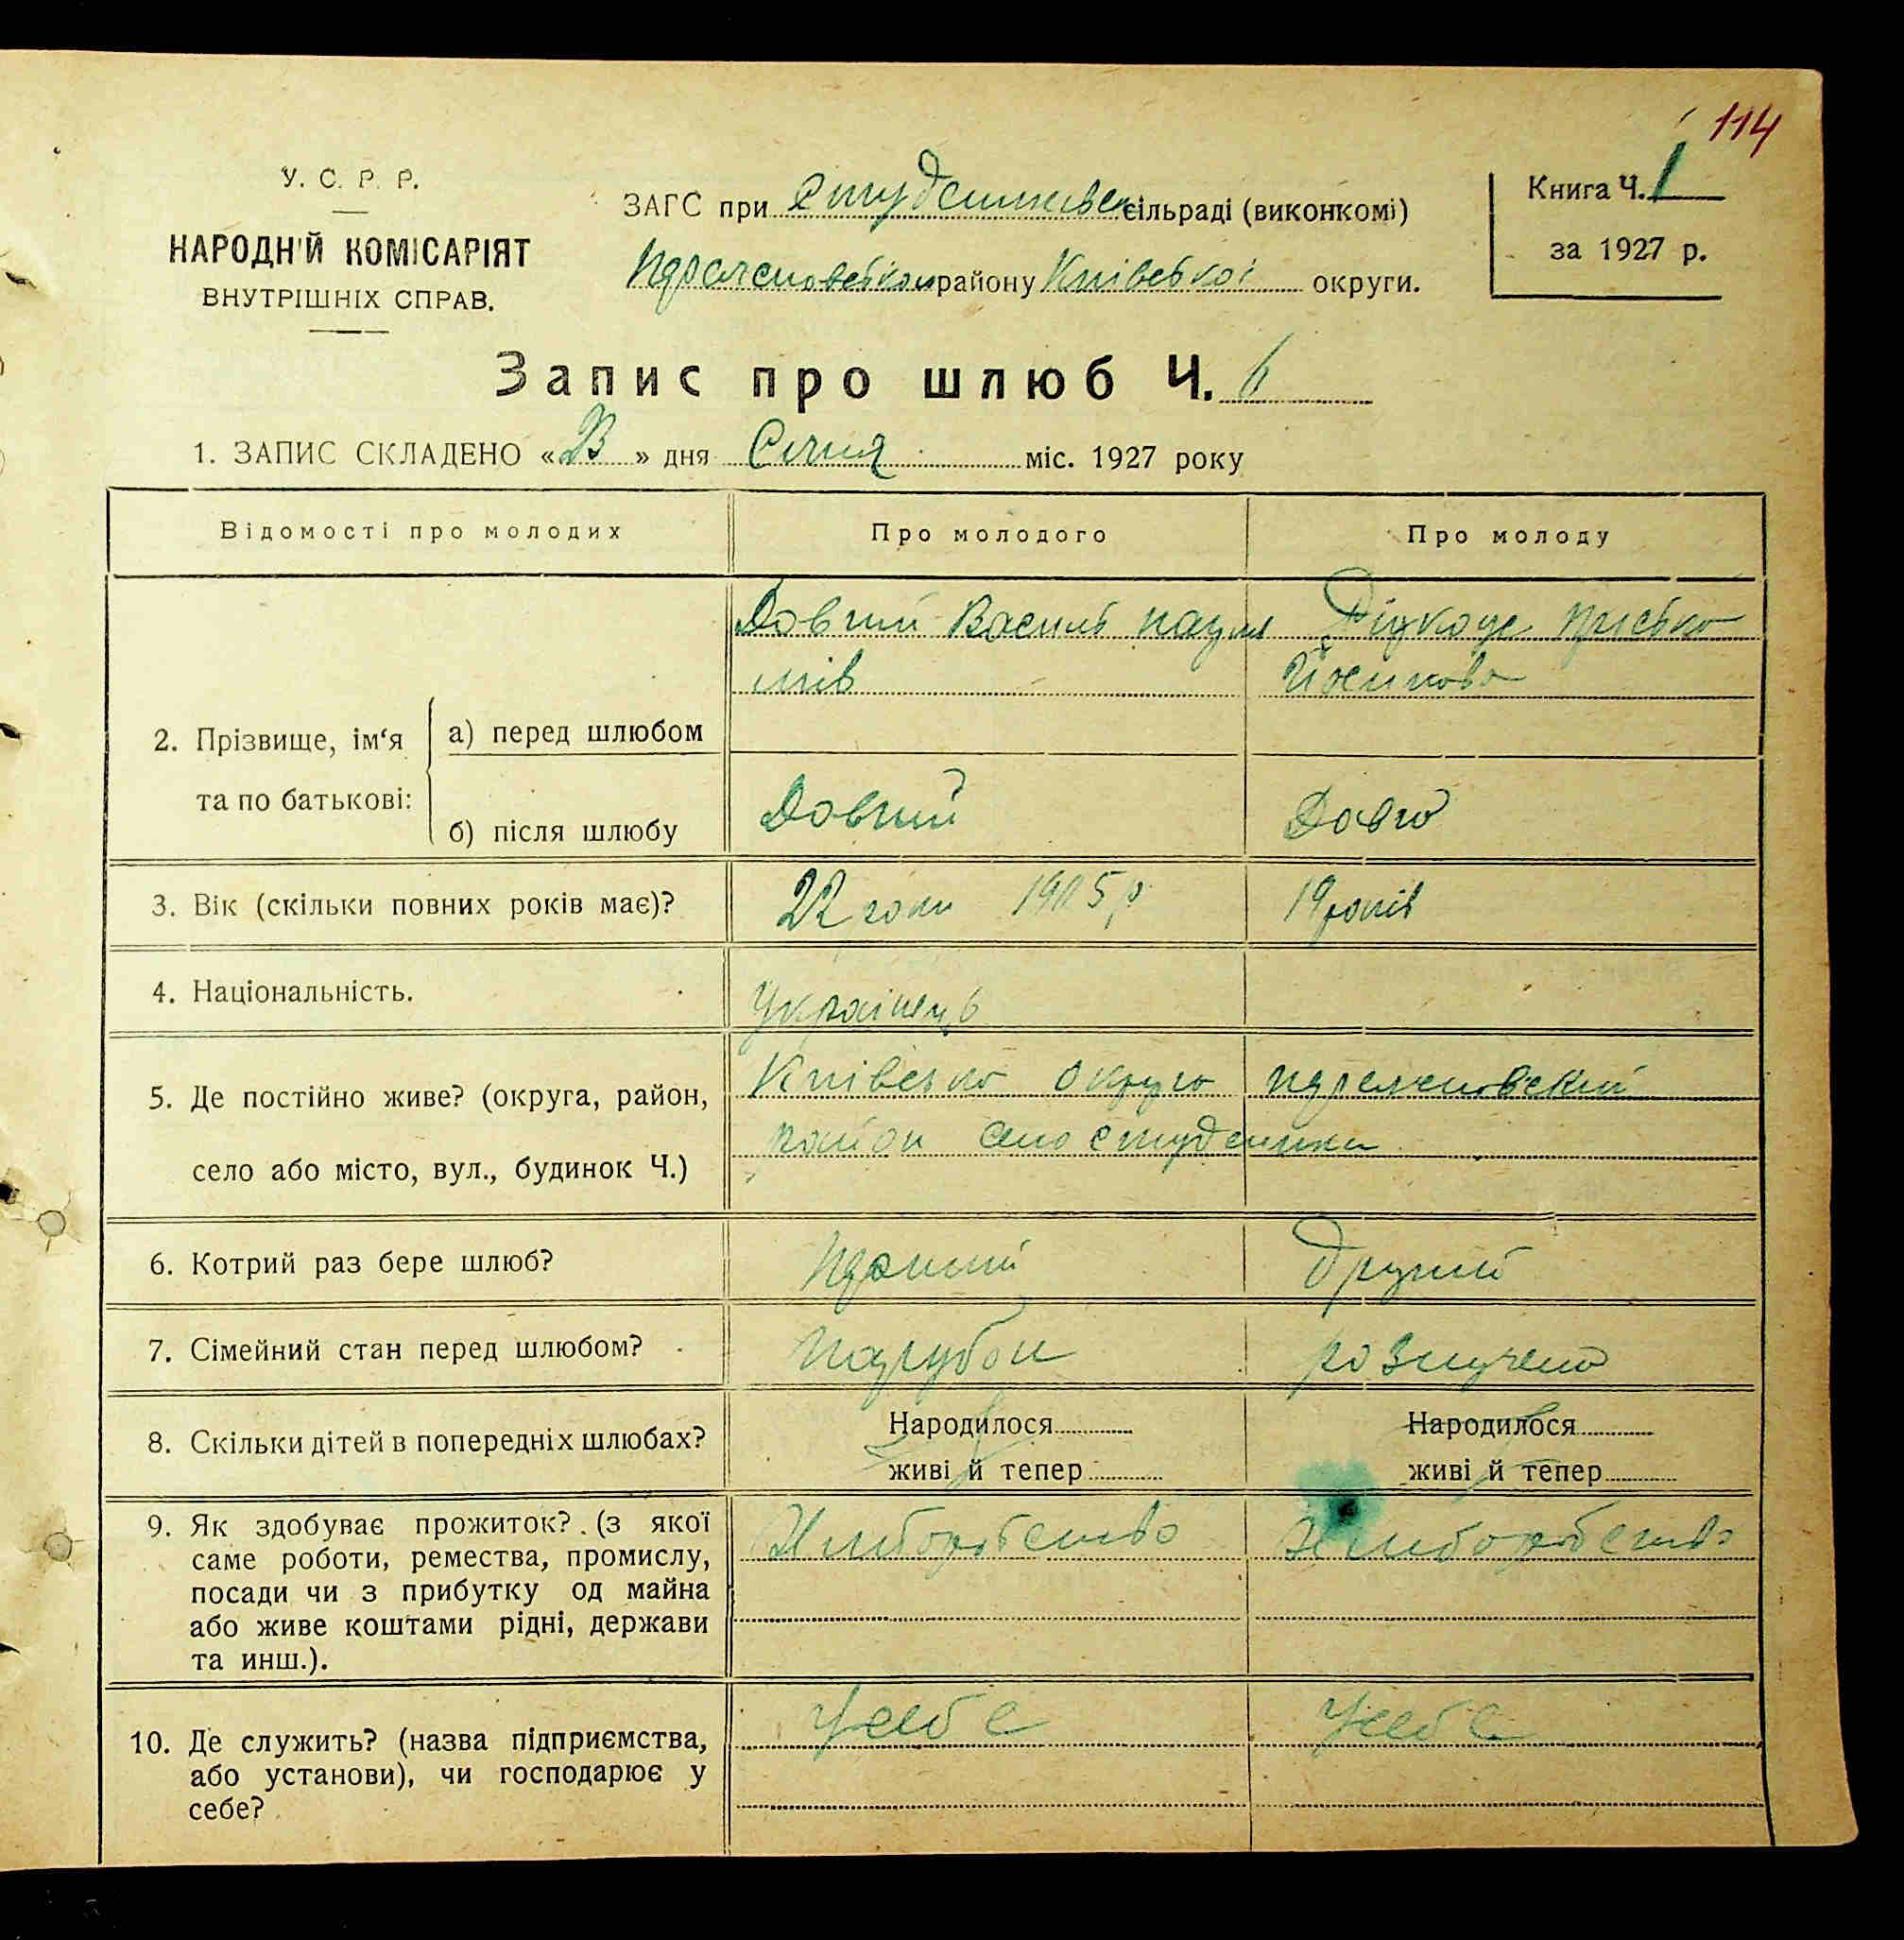 114
У. С. Р. Р.
НАРОДНІЙ КОМІСАРІЯТ
ВНУТРІШНІХ СПРАВ.
ЗАГС при Студениківс сільраді (виконкомі)
району Київської округи.
Книга Ч. 1
за 1927 р.
Запис про шлюб Ч. 6
1. ЗАПИС СКЛАДЕНО « » дня Січня міс. 1927 року
Відомості про молодих Про молодого Про молоду
2. Прізвище, ім'я та по батькові:
а) перед шлюбом
Довгий Василь
Йосипова
б) після шлюбу Довгий Довга
3. Вік (скільки повних років має)? 22 роки 1905 р 19 років
4. Національність. Українець
5. Де постійно живе? (округа, район,
село або місто, вул., будинок Ч.)
Київська округа
район село Студеники
6. Котрий раз бере шлюб? Перший Другий
7. Сімейний стан перед шлюбом? Парубок розлучена
8. Скільки дітей в попередніх шлюбах? Народилося Народилося
живі й тепер живі й тепер
9. Як здобуває прожиток? (з якої
саме роботи, ремества, промислу,
посади чи з прибутку од майна
або живе коштами рідні, держави
та инш.).
Хліборобство Хліборобство
10. Де служить? (назва підприємства,
або установи), чи господарює у
себе?
У себе У себе